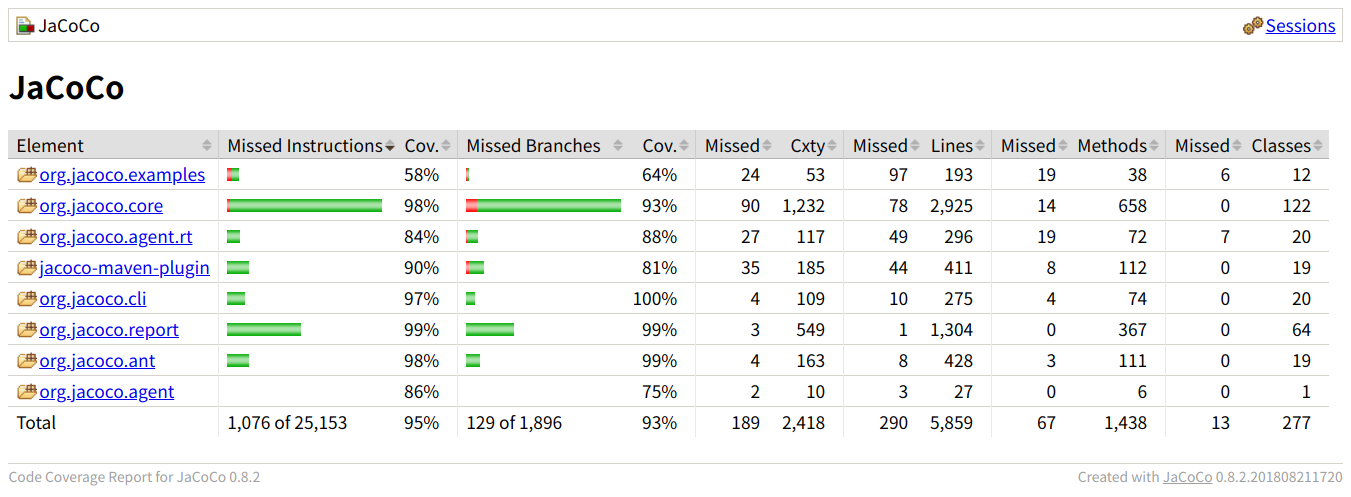 JaCoCo Sessions
JaCoCo
Element Missed Instructions Cov. Missed Branches Cov. Missed Cxty Missed Lines Missed Methods Missed Classes
org.jacoco.examples 58% 64% 24 53 97 193 19 38 6 12
org.jacoco.core 98% 93% 90 1,232 78 2,925 14 658 0 122
org.jacoco.agent.rt 84% 88% 27 117 49 296 19 72 7 20
jacoco-maven-plugin 90% 81% 35 185 44 411 8 112 0 19
org.jacoco.cli 97% 100% 4 109 10 275 4 74 0 20
org.jacoco.report 99% 99% 3 549 1 1,304 0 367 0 64
org.jacoco.ant 98% 99% 4 163 8 428 3 111 0 19
org.jacoco.agent 86% 75% 2 10 3 27 0 6 0 1
Total 1,076 of 25,153 95% 129 of 1,896 93% 189 2,418 290 5,859 67 1,438 13 277
Code Coverage Report for JaCoCo 0.8.2 Created with JaCoCo 0.8.2.201808211720